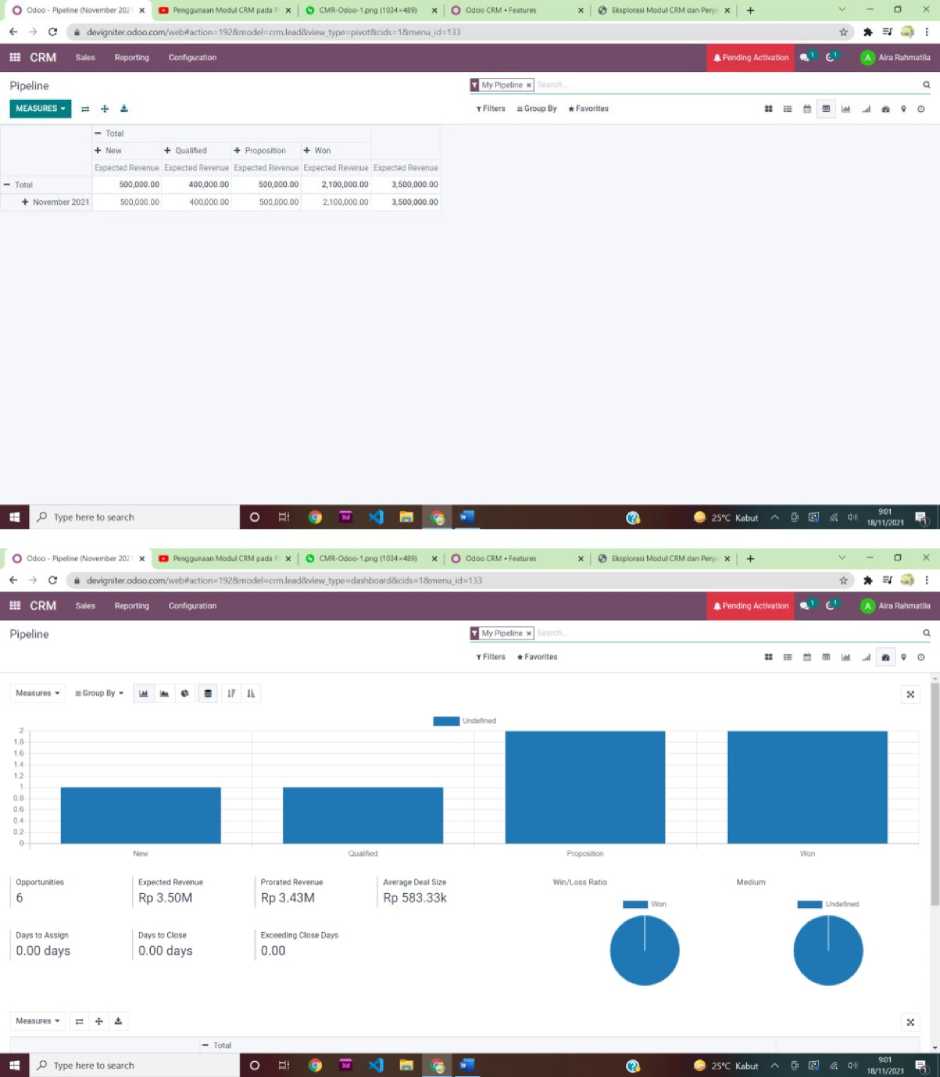 Odoo - Pipeline (November 202 Penggunaan Modul CRM pada F CMR-Odoo-1.png (1034×489) Odoo CRM • Features Eksplorasi Modul CRM dan Penje
devigniter.odoo.com/web#action=192&model=crm.lead&view_type=pivot&cids=1&menu_id=133
CRM Sales Reporting Configuration Pending Activation 1 1 A Aira Rahmatila
Pipeline My Pipeline Search...
MEASURES Filters Group By Favorites
Total
New Qualified Proposition Won
Expected Revenue Expected Revenue Expected Revenue Expected Revenue Expected Revenue
Total 500,000.00 400,000.00 500,000.00 2,100,000.00 3,500,000.00
November 2021 500,000.00 400,000.00 500,000.00 2,100,000.00 3,500,000.00
Type here to search 25°C Kabut 9:01
18/11/2021
Odoo - Pipeline (November 202 Penggunaan Modul CRM pada F CMR-Odoo-1.png (1034×489) Odoo CRM • Features Eksplorasi Modul CRM dan Penje
devigniter.odoo.com/web#action=192&model=crm.lead&view_type=dashboard&cids=1&menu_id=133
CRM Sales Reporting Configuration Pending Activation 1 1 A Aira Rahmatila
Pipeline My Pipeline Search...
Filters Favorites
Measures Group By
Undefined
2
1.8
1.6
1.4
1.2
1
0.8
0.6
0.4
0.2
0
New Qualified Proposition Won
Opportunities Expected Revenue Prorated Revenue Average Deal Size Win/Loss Ratio Medium
6 Rp 3.50M Rp 3.43M Rp 583.33k
Won Undefined
Days to Assign Days to Close Exceeding Close Days
0.00 days 0.00 days 0.00
Measures
Total
Type here to search 25°C Kabut 9:01
18/11/2021